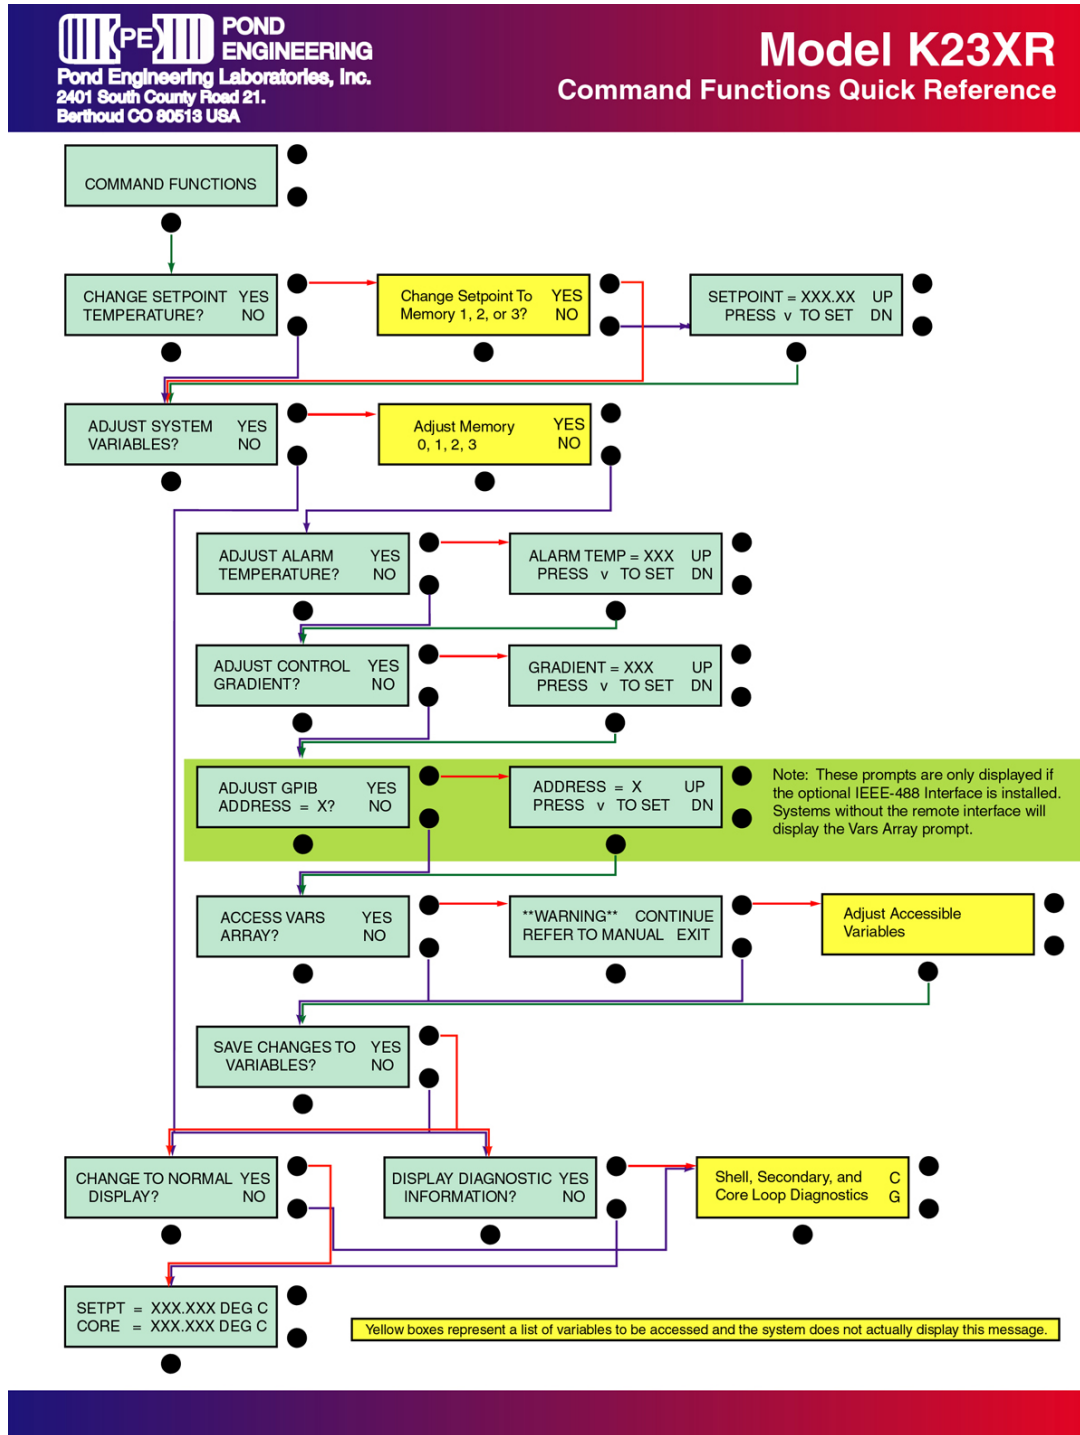 PE
POND
ENGINEERING
Pond Engineering Laboratories, Inc.
2401 South County Road 21.
Berthoud CO 80513 USA
Model K23XR
Command Functions Quick Reference
COMMAND FUNCTIONS
CHANGE SETPOINT YES
TEMPERATURE? NO
Change Setpoint To YES
Memory 1, 2, or 3? NO
SETPOINT = XXX.XX UP
PRESS v TO SET DN
ADJUST SYSTEM YES
VARIABLES? NO
Adjust Memory YES
0, 1, 2, 3 NO
ADJUST ALARM YES
TEMPERATURE? NO
ALARM TEMP = XXX UP
PRESS v TO SET DN
ADJUST CONTROL YES
GRADIENT? NO
GRADIENT = XXX UP
PRESS v TO SET DN
ADJUST GPIB YES
ADDRESS = X? NO
ADDRESS = X UP
PRESS v TO SET DN
Note: These prompts are only displayed if
the optional IEEE-488 Interface is installed.
Systems without the remote interface will
display the Vars Array prompt.
ACCESS VARS YES
ARRAY? NO
**WARNING** CONTINUE
REFER TO MANUAL EXIT
Adjust Accessible
Variables
SAVE CHANGES TO YES
VARIABLES? NO
CHANGE TO NORMAL YES
DISPLAY? NO
DISPLAY DIAGNOSTIC YES
INFORMATION? NO
Shell, Secondary, and C
Core Loop Diagnostics G
SETPT = XXX.XXX DEG C
CORE = XXX.XXX DEG C
Yellow boxes represent a list of variables to be accessed and the system does not actually display this message.